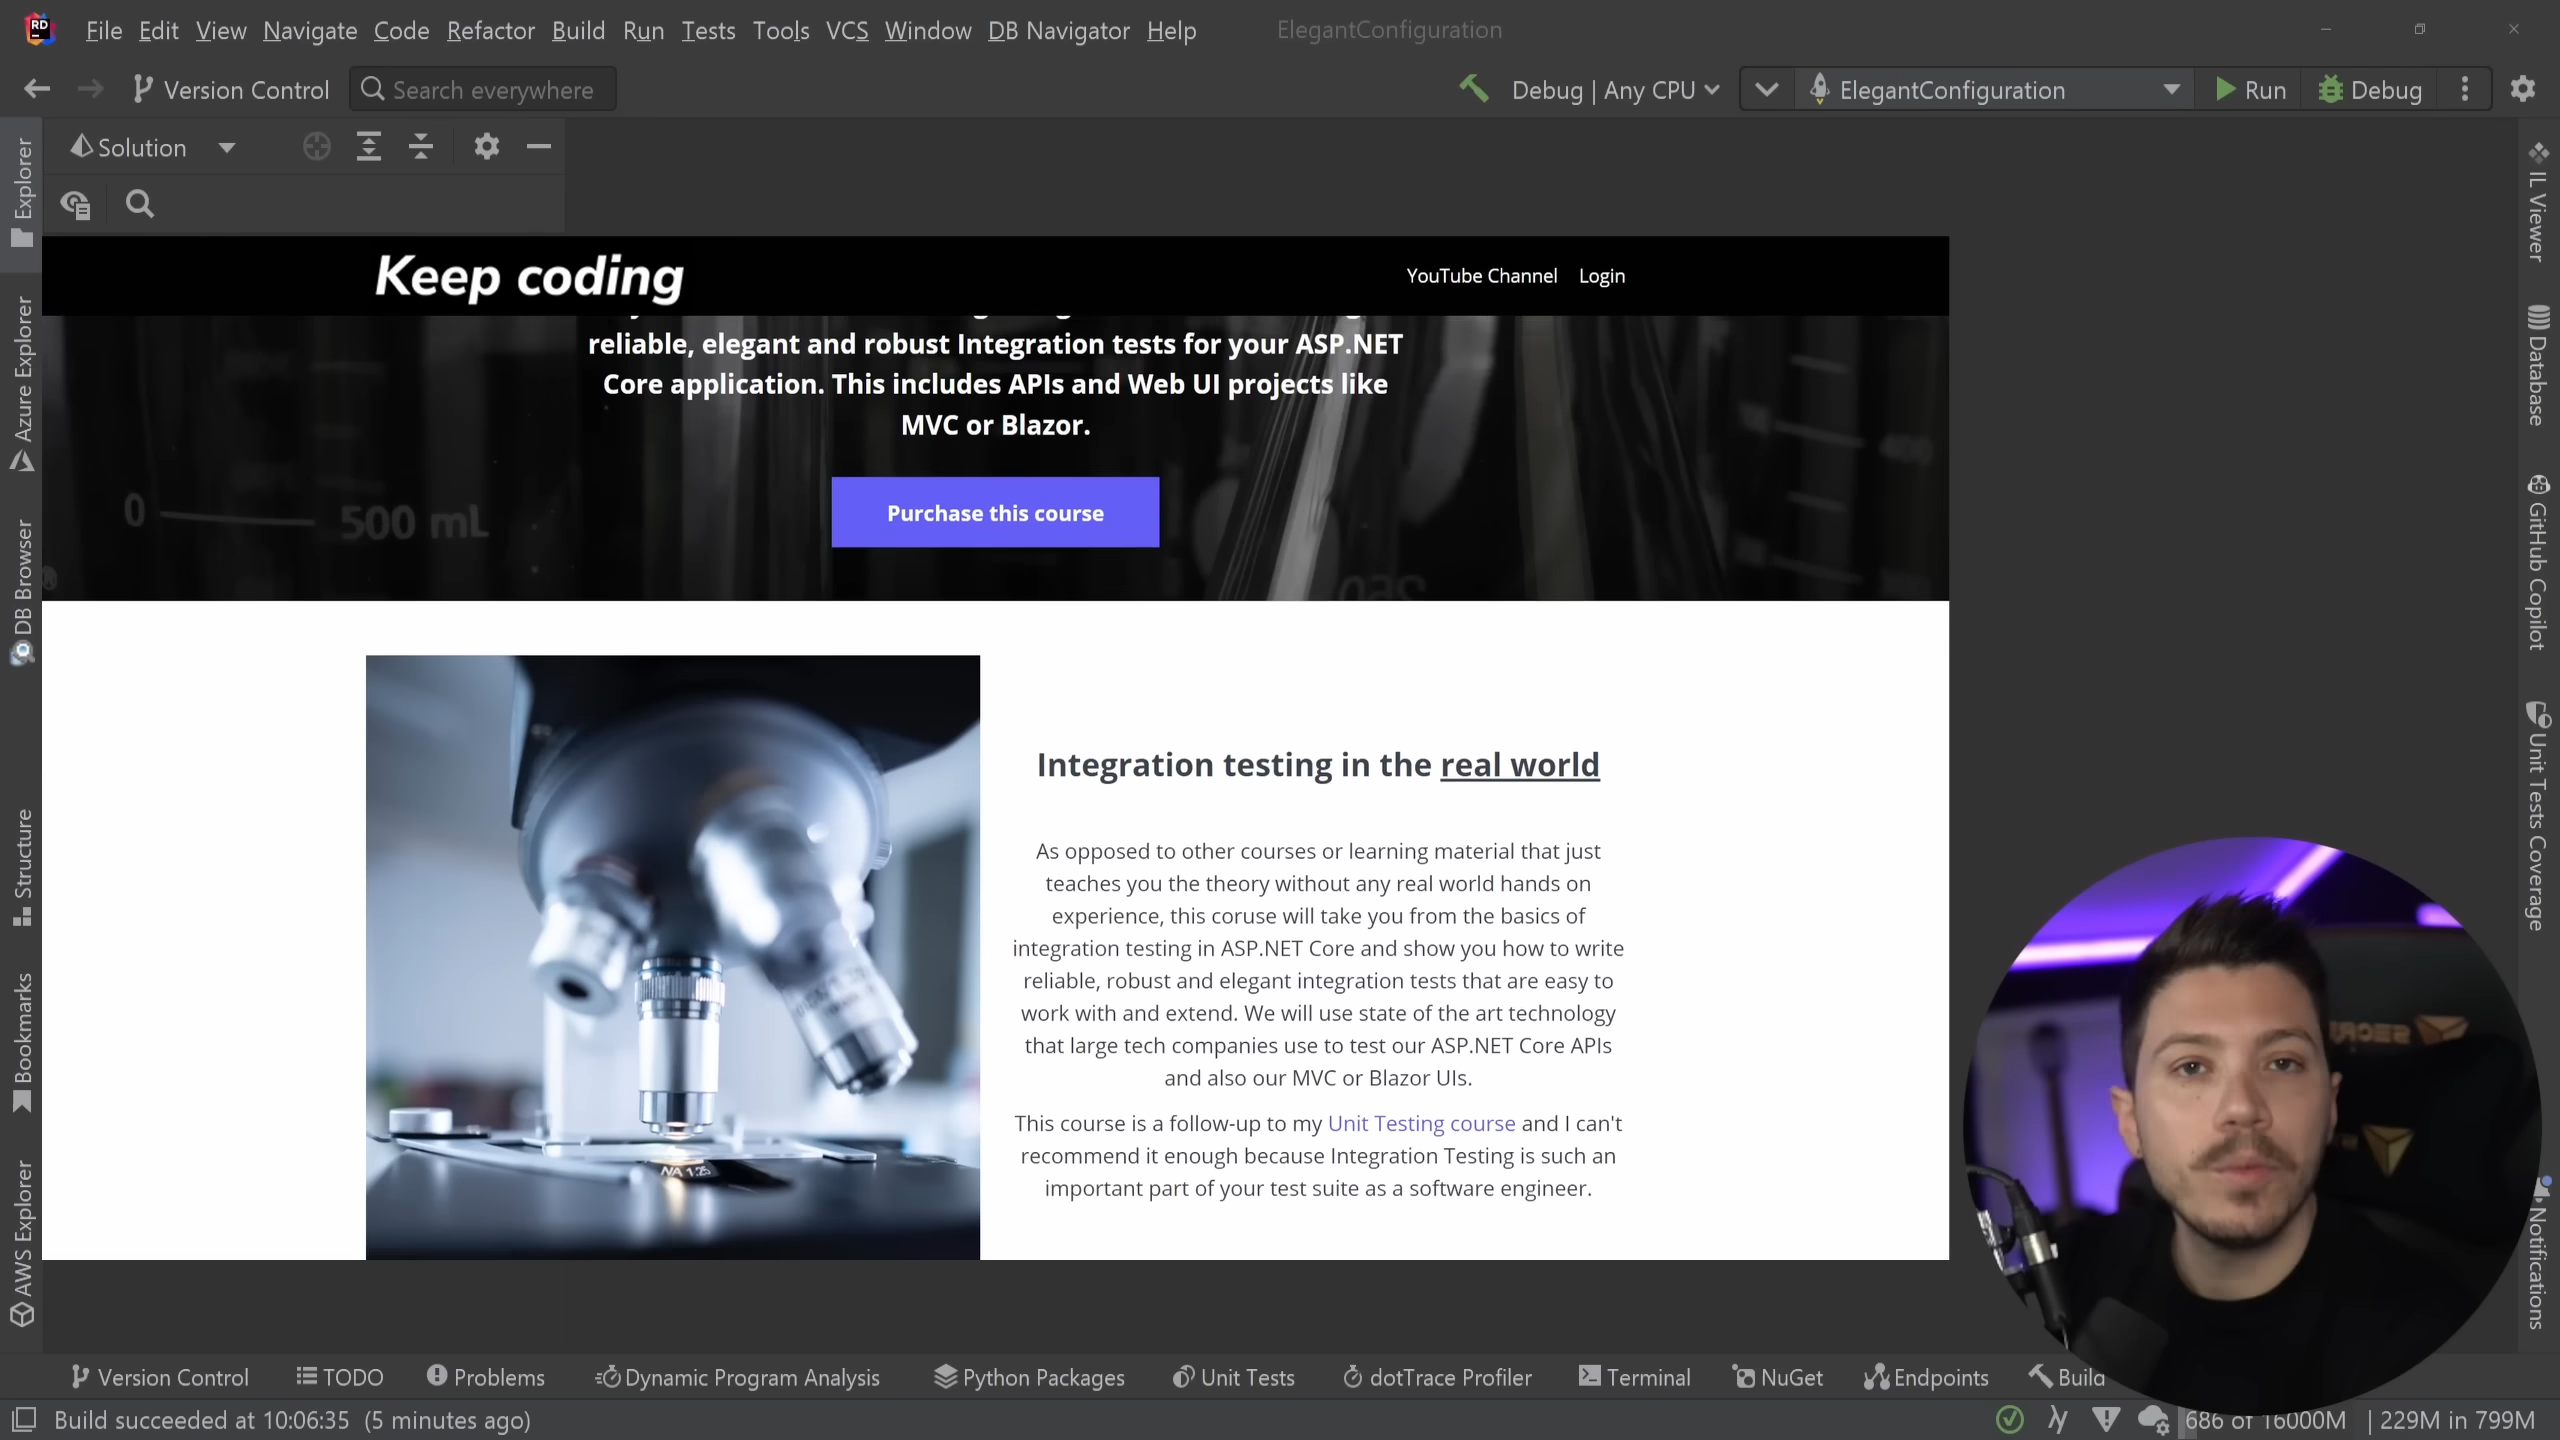 RD
File Edit View Navigate Code Refactor Build Run Tests Tools VCS Window DB Navigator Help
ElegantConfiguration
Version Control
Search everywhere
Debug | Any CPU
ElegantConfiguration
Run
Debug
Solution
Explorer
Azure Explorer
DB Browser
Structure
Bookmarks
AWS Explorer
Keep coding
YouTube Channel
Login
reliable, elegant and robust Integration tests for your ASP.NET
Core application. This includes APIs and Web UI projects like
MVC or Blazor.
0
500 mL
Purchase this course
Integration testing in the real world
As opposed to other courses or learning material that just
teaches you the theory without any real world hands on
experience, this coruse will take you from the basics of
integration testing in ASP.NET Core and show you how to write
reliable, robust and elegant integration tests that are easy to
work with and extend. We will use state of the art technology
that large tech companies use to test our ASP.NET Core APIs
and also our MVC or Blazor UIs.
This course is a follow-up to my Unit Testing course and I can't
recommend it enough because Integration Testing is such an
important part of your test suite as a software engineer.
NA 1.25
IL Viewer
Database
GitHub Copilot
Unit Tests Coverage
Notifications
Version Control
TODO
Problems
Dynamic Program Analysis
Python Packages
Unit Tests
dotTrace Profiler
Terminal
NuGet
Endpoints
Build
Build succeeded at 10:06:35 (5 minutes ago)
686 of 16000M
229M in 799M